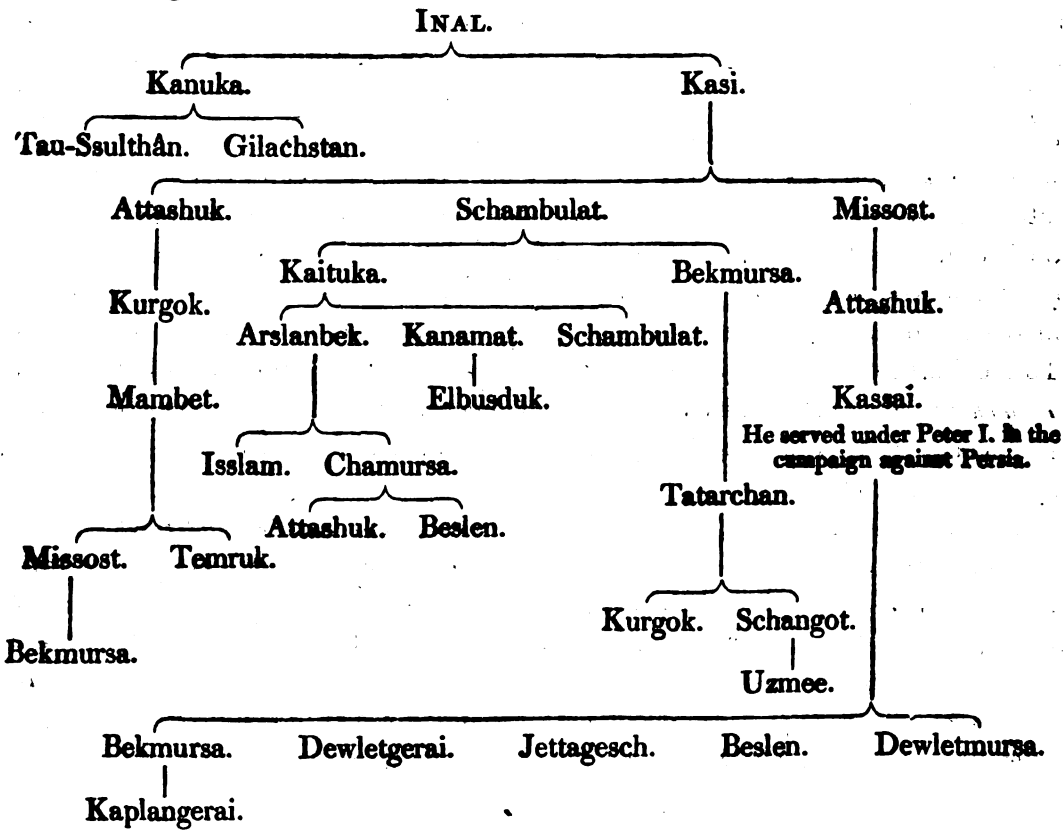 INAL.
Kanuka. Kasi.
Tau-Ssulthân. Gilachstan.
Attashuk. Schambulat. Missost.
Kaituka. Bekmursa.
Kurgok. Attashuk.
Arslanbek. Kanamat. Schambulat.
Mambet. Elbusduk. Kassai.
He served under Peter I. in the
campaign against Persia.
Isslam. Chamursa.
Tatarchan.
Attashuk. Beslen.
Missost. Temruk.
Kurgok. Schangot.
Bekmursa.
Uzmee.
Bekmursa. Dewletgerai. Jettagesch. Beslen. Dewletmursa.
Kaplangerai.